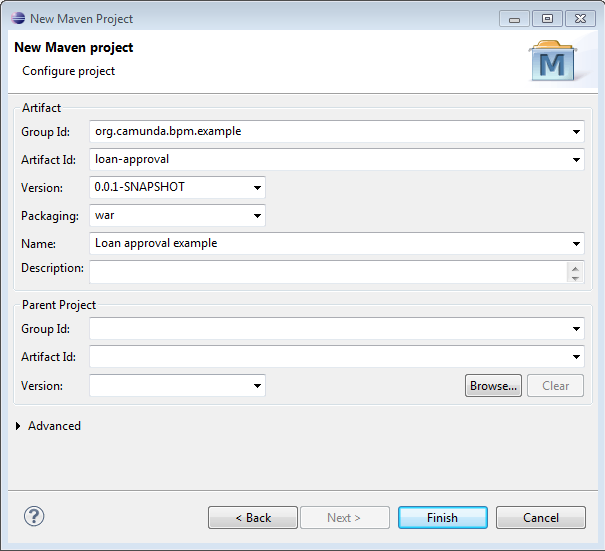 New Maven Project
New Maven project
Configure project
M
Artifact
Group Id: org.camunda.bpm.example
Artifact Id: loan-approval
Version: 0.0.1-SNAPSHOT
Packaging: war
Name: Loan approval example
Description:
Parent Project
Group Id:
Artifact Id:
Version: Browse... Clear
Advanced
? < Back Next > Finish Cancel